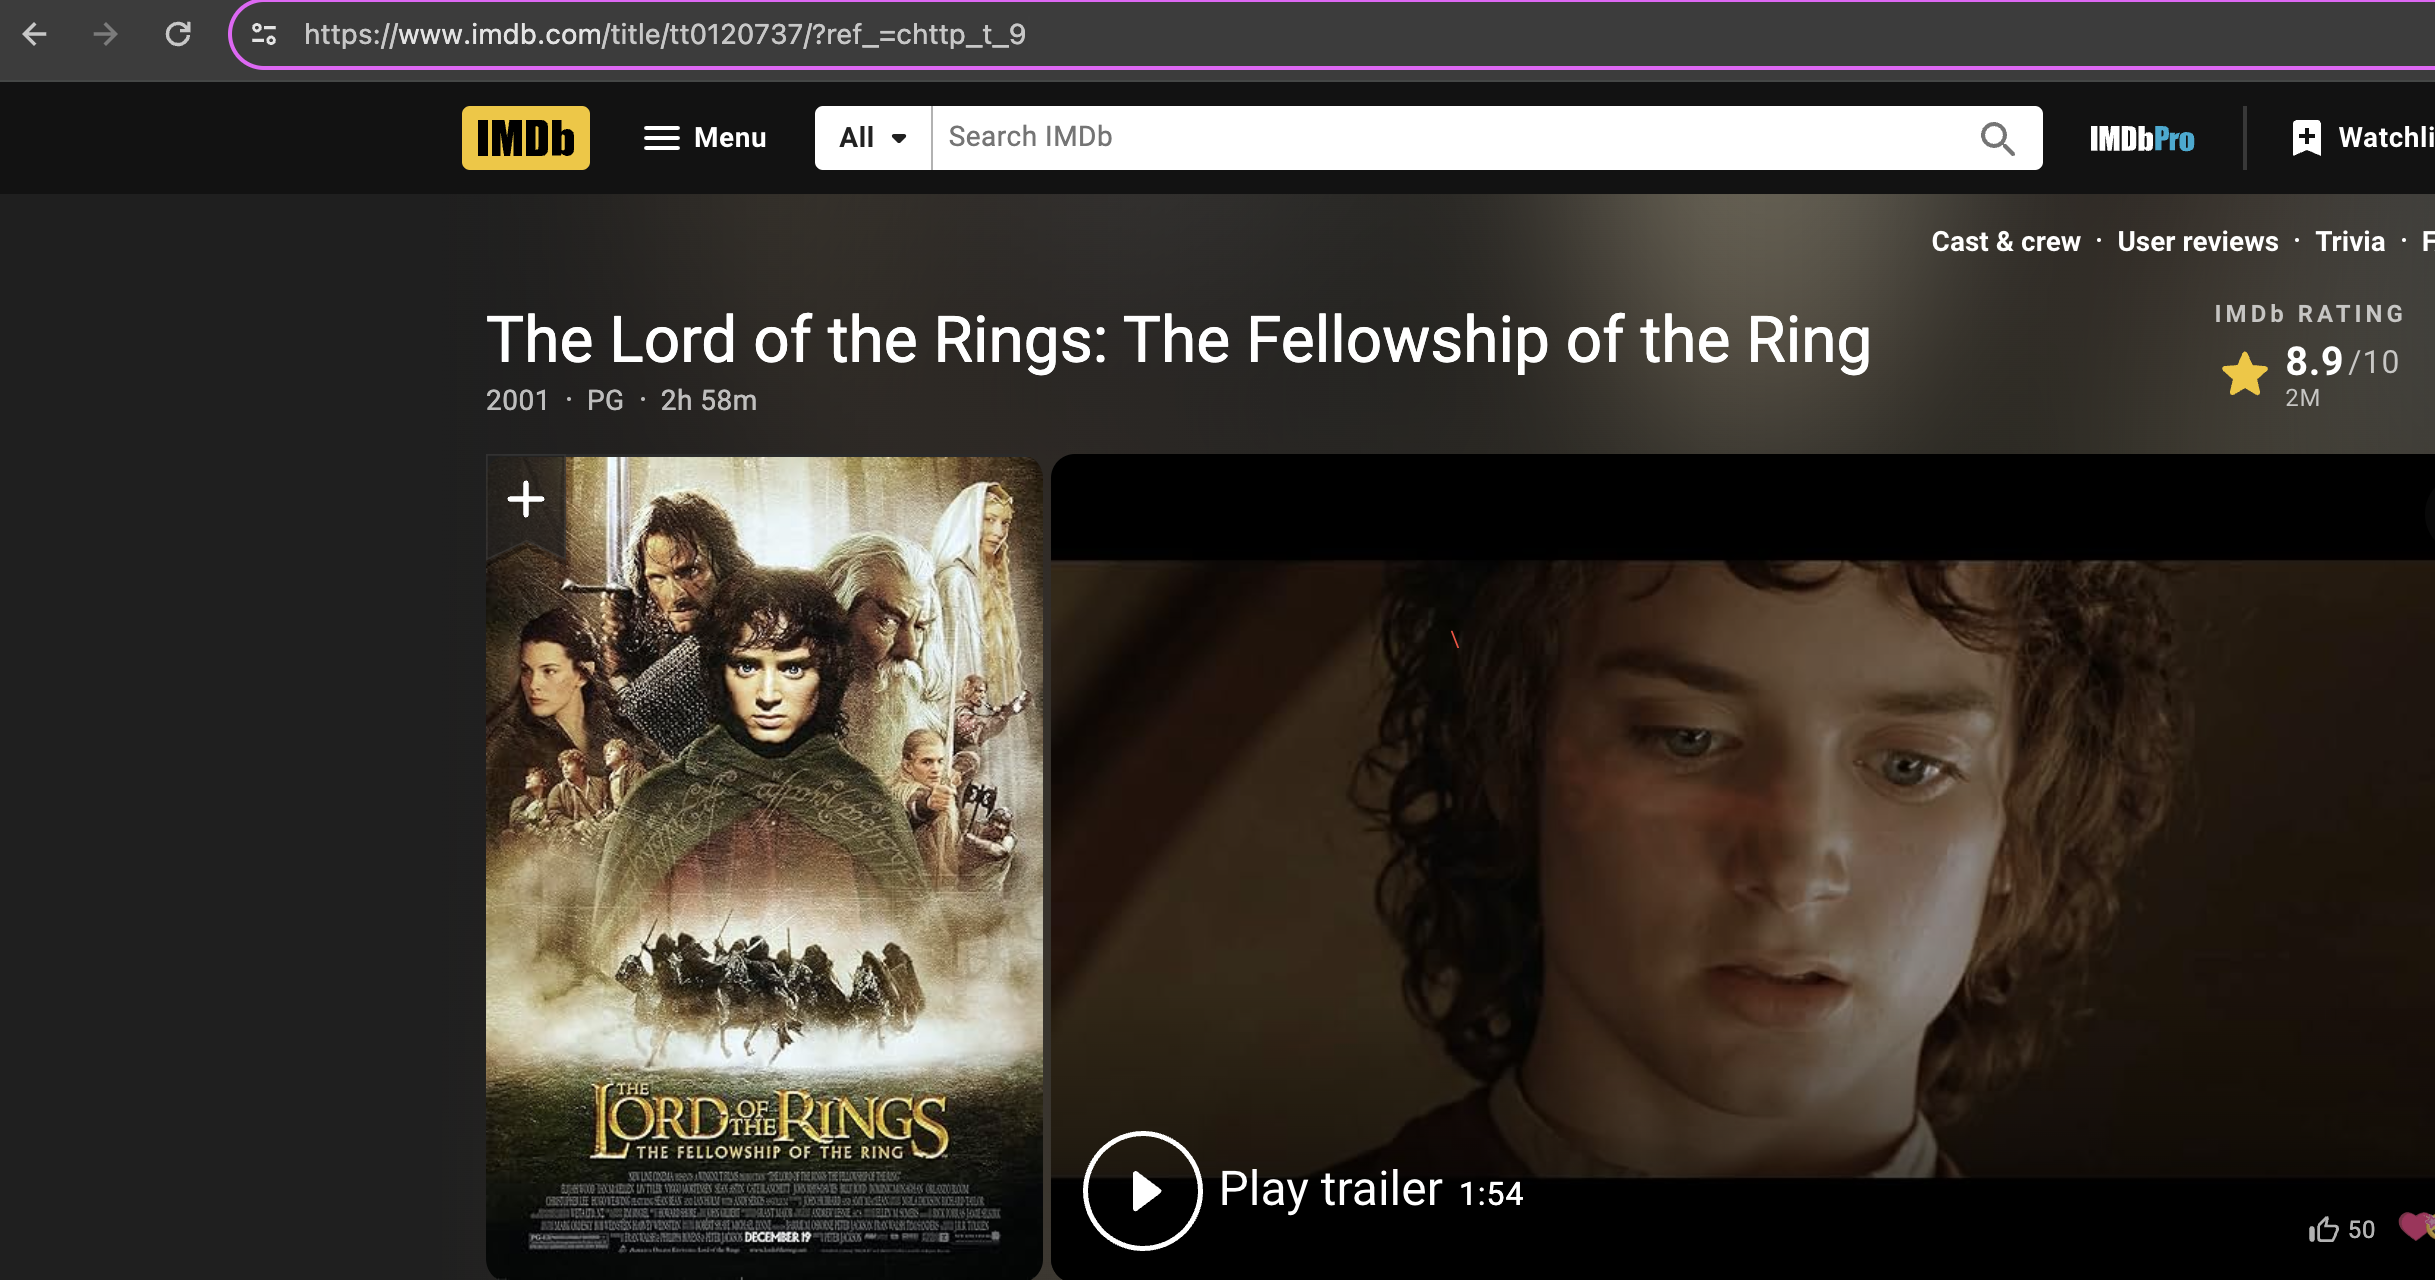 https://www.imdb.com/title/tt0120737/?ref_=chttp_t_9
IMDb
Menu
All
Search IMDb
IMDbPro
Watchli
Cast & crew · User reviews · Trivia · F
The Lord of the Rings: The Fellowship of the Ring
2001 · PG · 2h 58m
IMDb RATING
8.9/10
2M
THE
LORD OF THE RINGS
THE FELLOWSHIP OF THE RING
DECEMBER 19
Play trailer 1:54
50